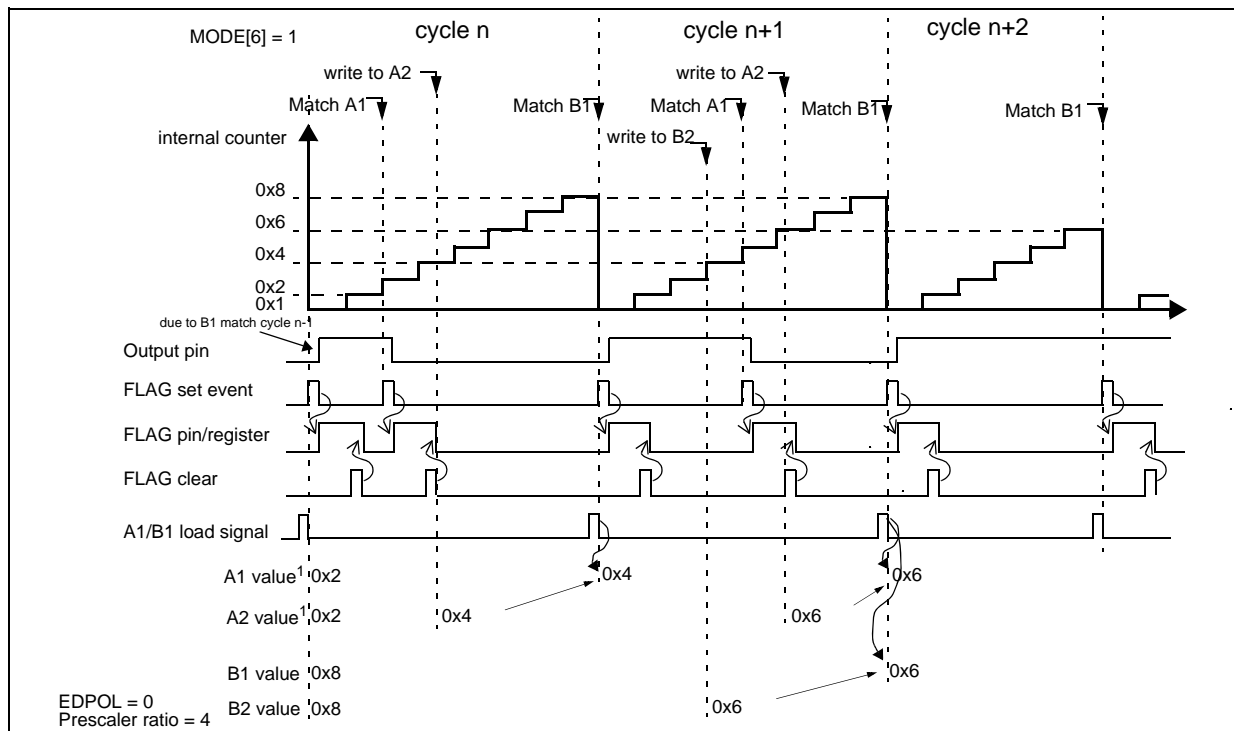 cycle n
cycle n+1
cycle n+2
MODE[6] = 1
write to A2
write to A2
Match A1
Match B1
Match A1
Match B1
Match B1
write to B2
internal counter
0x8
0x6
0x4
0x2
0x1
due to B1 match cycle n-1
Output pin
FLAG set event
FLAG pin/register
FLAG clear
A1/B1 load signal
A1 value1 0x2 0x4 0x6
A2 value1 0x2 0x4 0x6
B1 value 0x8 0x6
B2 value 0x8 0x6
EDPOL = 0
Prescaler ratio = 4